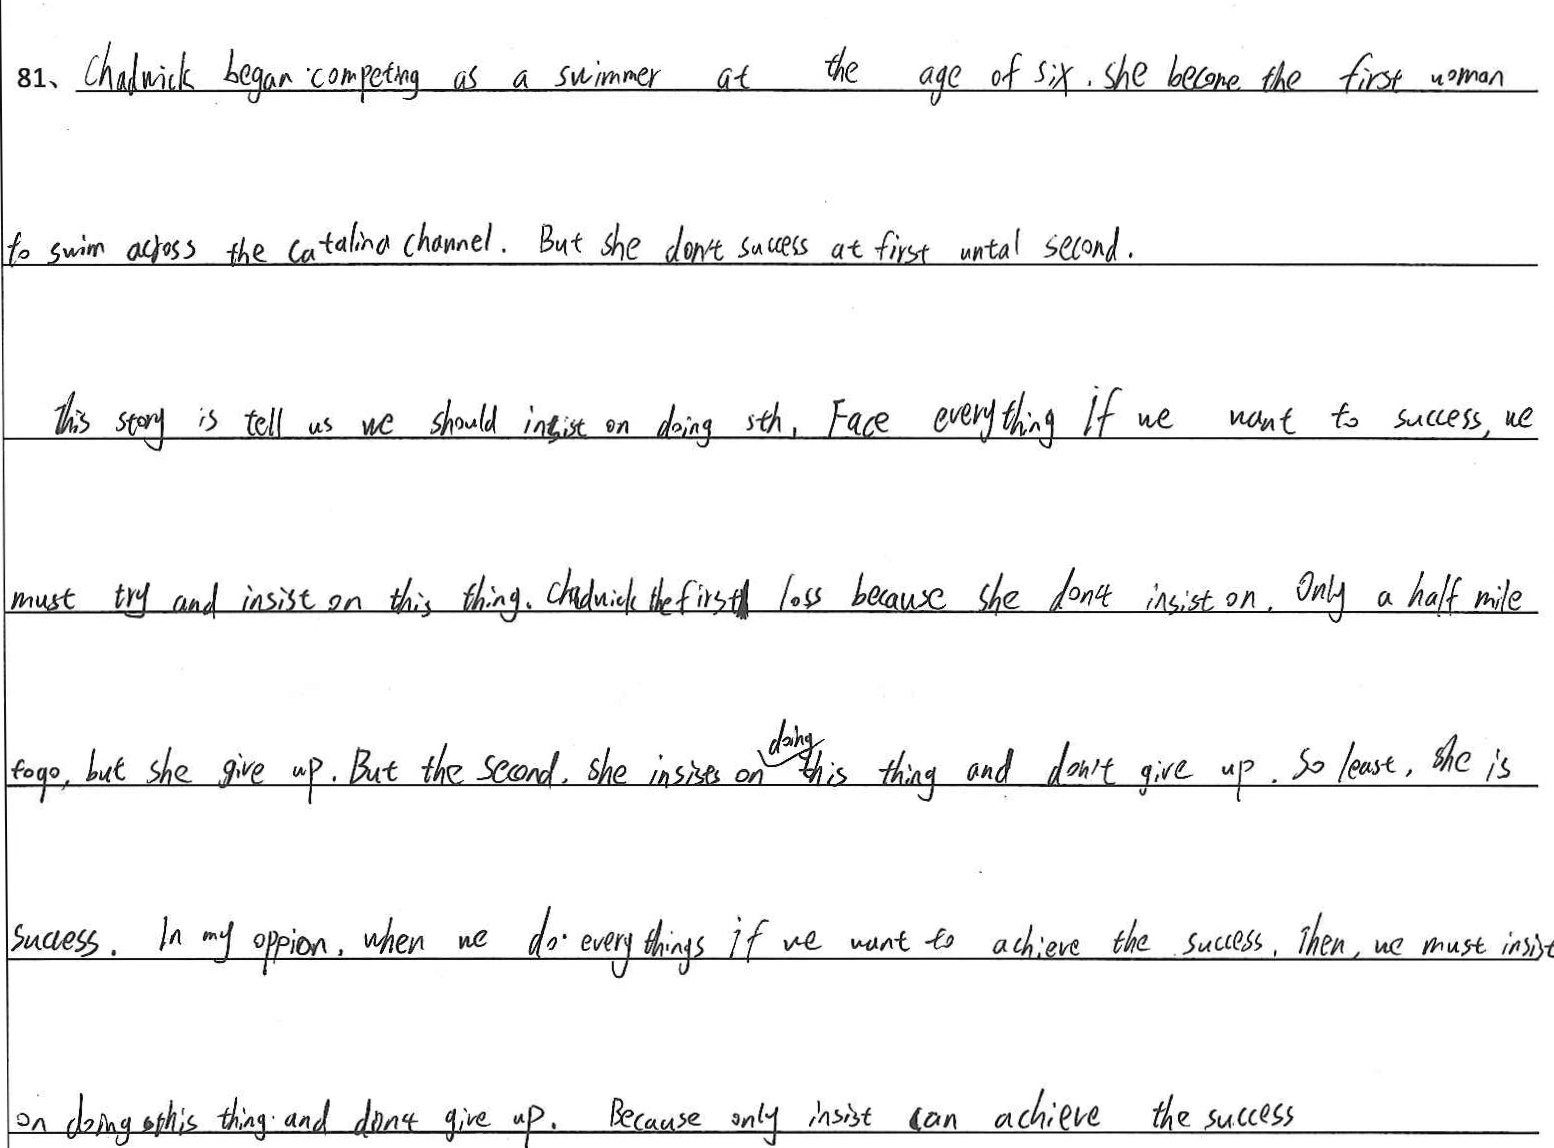 81、Chadwick began competing as a swimmer at the age of six. she become the first woman
to swim across the Catalina channel. But she don't success at first untal second.
This story is tell us we should insist on doing sth, Face everything If we want to success, we
must try and insist on this thing. Chadwick the first loss because she don't insist on. Only a half mile
togo, but she give up. But the second, she insists on doing this thing and don't give up. So least, she is
success. In my oppion, when we do everythings if we want to achieve the success. Then, we must insist
on doing this thing and don't give up. Because only insist can achieve the success